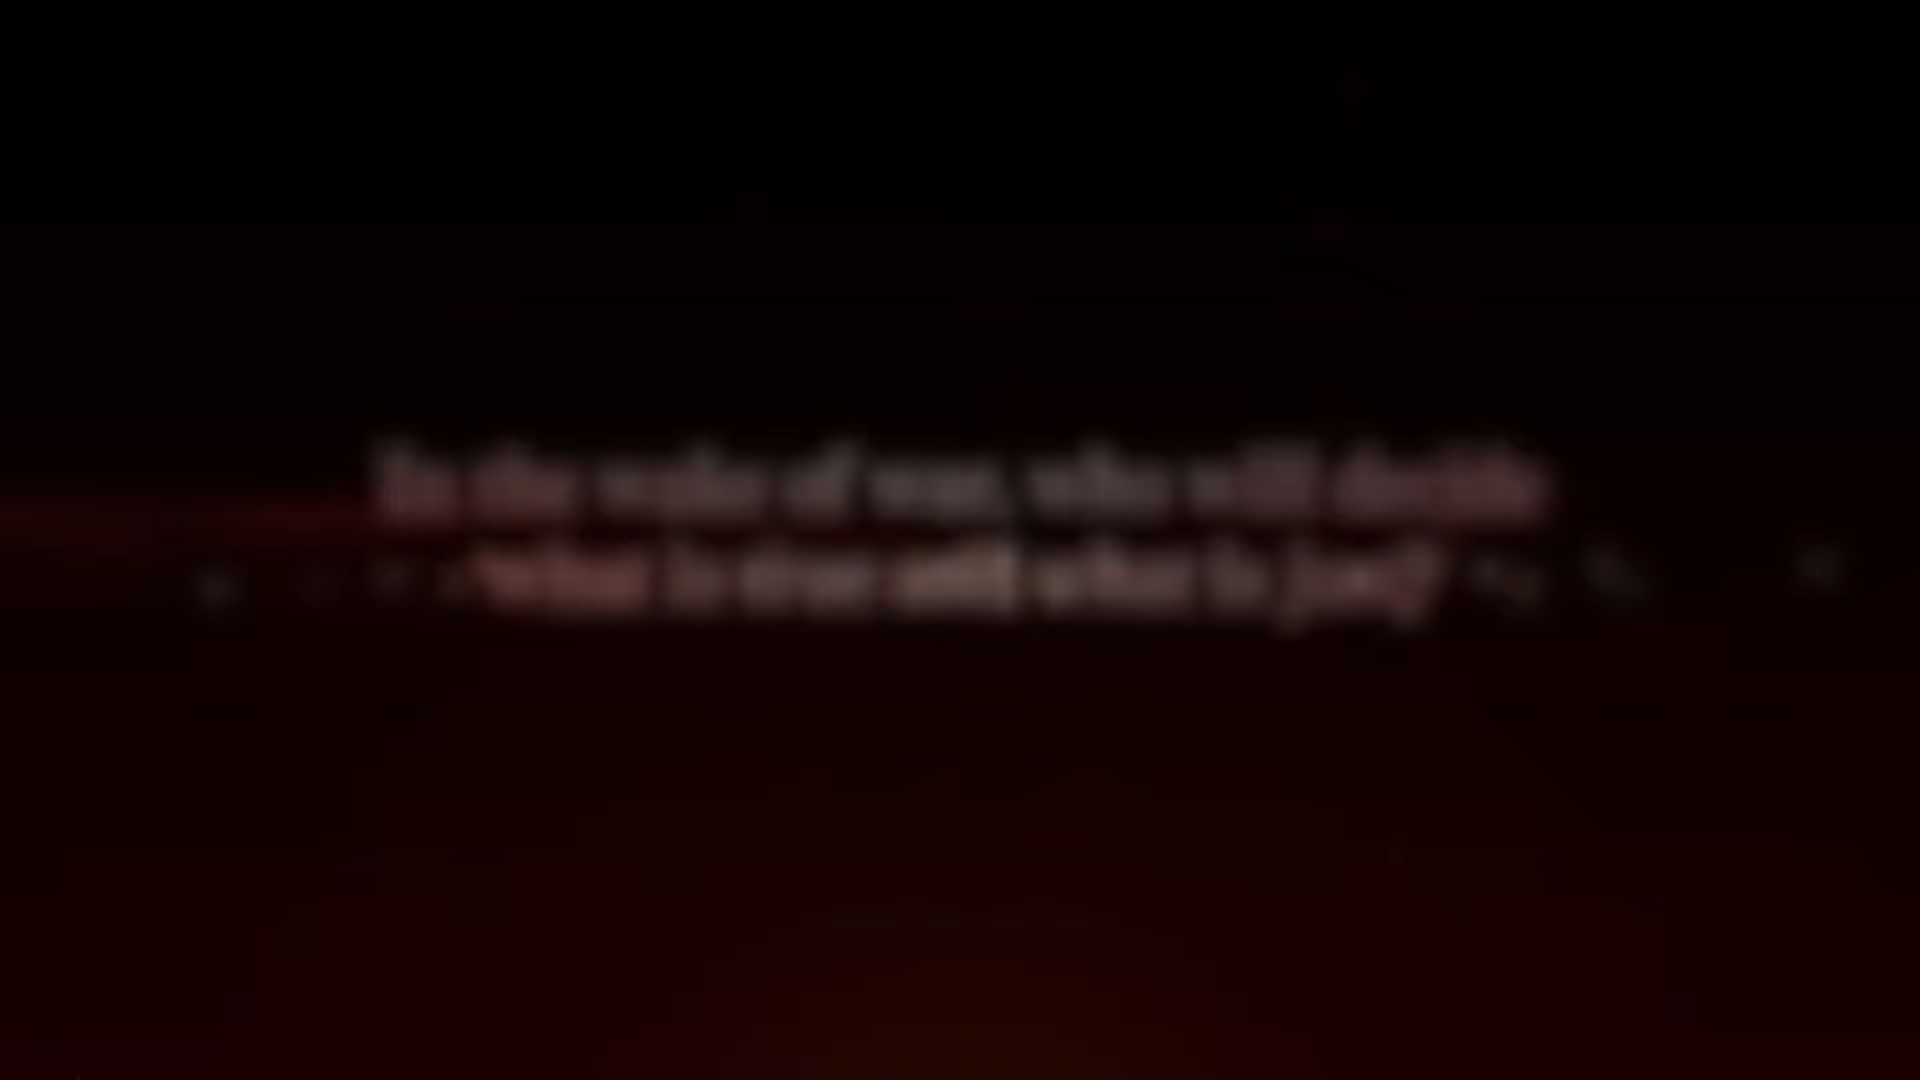 In the wake of war, who will decide
what is true and what is just?